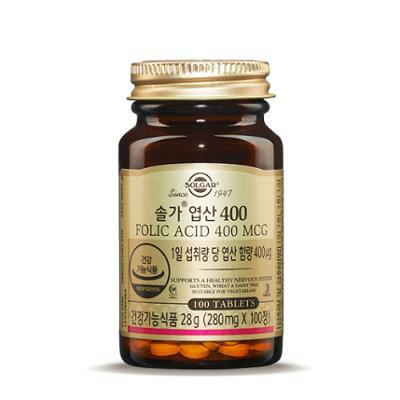 SOLGAR®
Since 1947
솔가® 엽산 400
FOLIC ACID 400 MCG
1일 섭취량 당 엽산 함량 400㎍
건강
기능식품
SUPPORTS A HEALTHY NERVOUS SYSTEM
GLUTEN, WHEAT & DAIRY FREE
SUITABLE FOR VEGETARIANS
100 TABLETS
건강기능식품 28g (280mg X 100정)